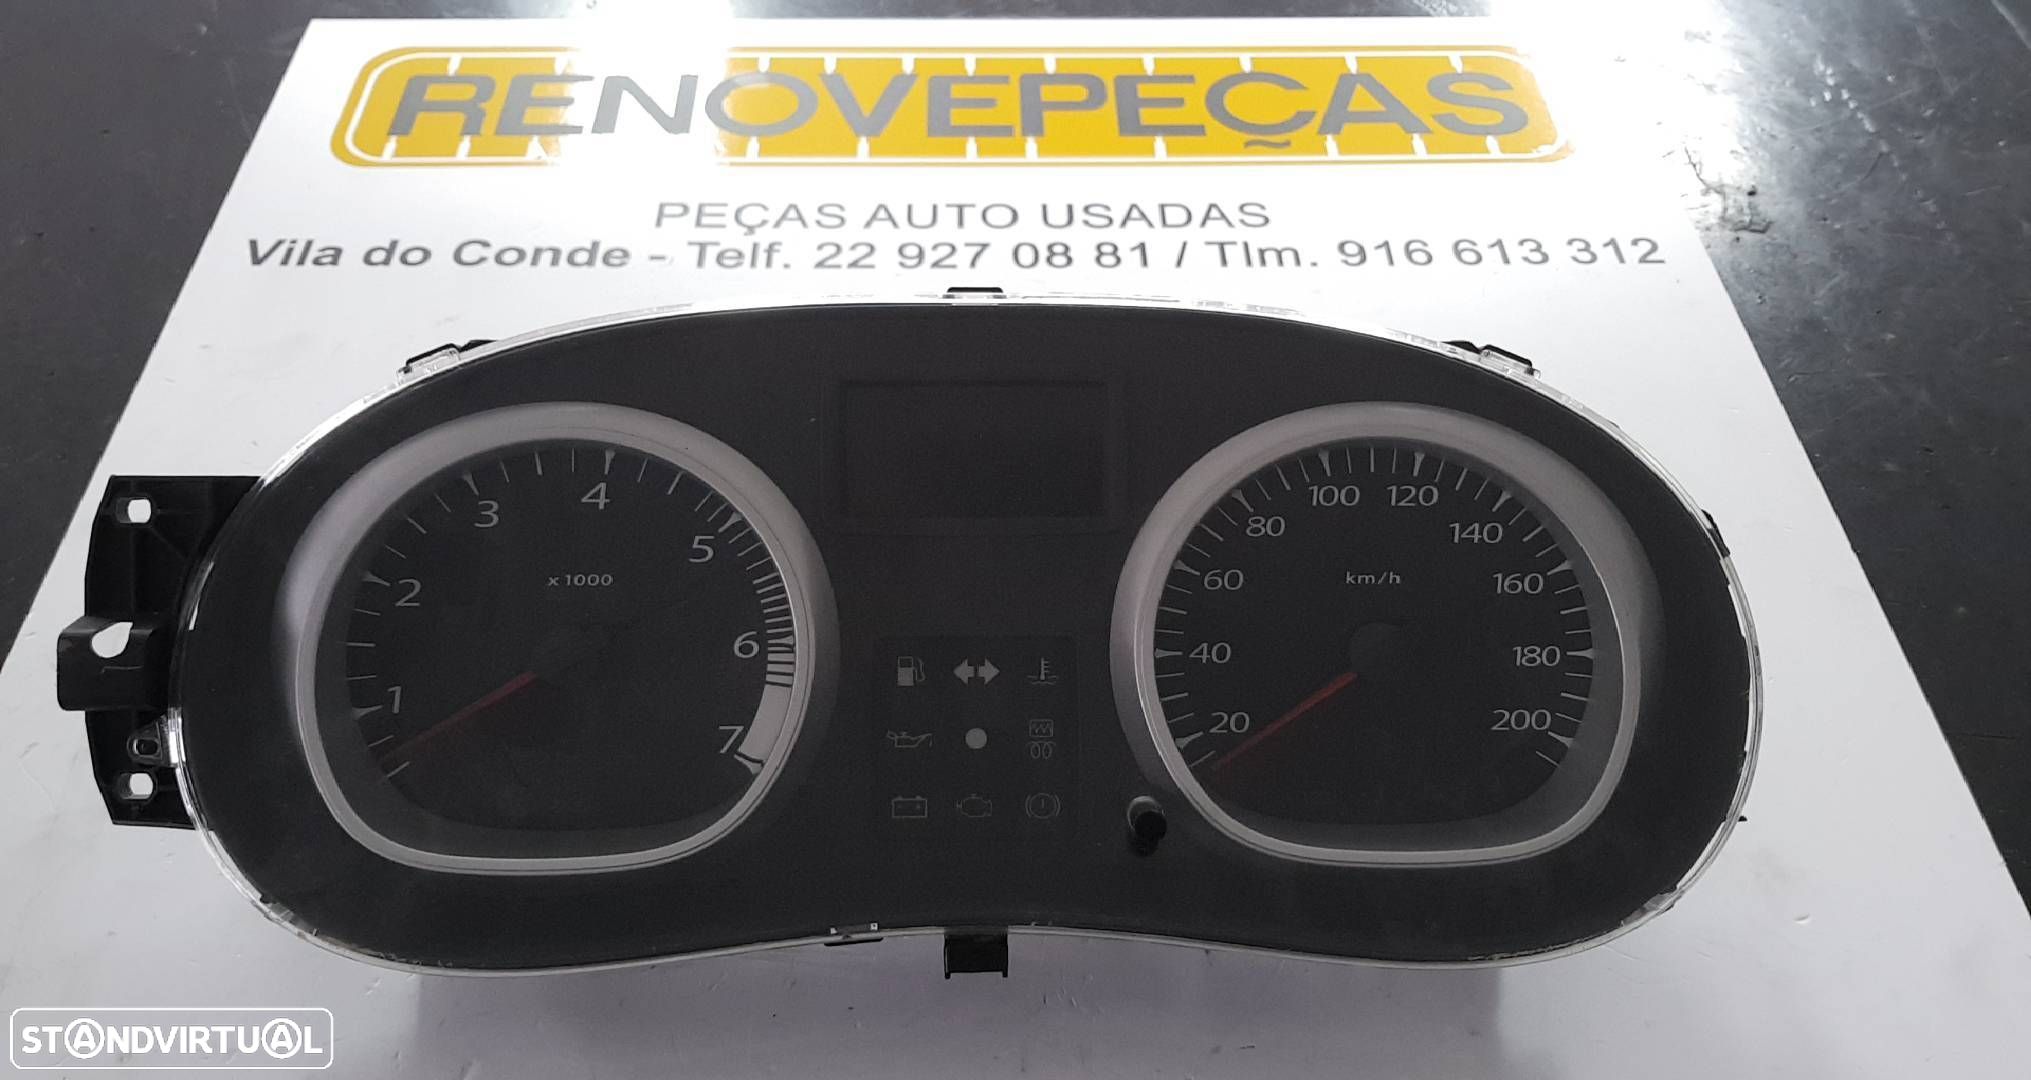 RENOVEPEÇAS
PEÇAS AUTO USADAS
Vila do Conde - Telf. 22 927 08 81 / Tlm. 916 613 312
1
2
3
4
5
6
7
x 1000
20
40
60
80
100
120
140
160
180
200
km/h
STANDVIRTUAL